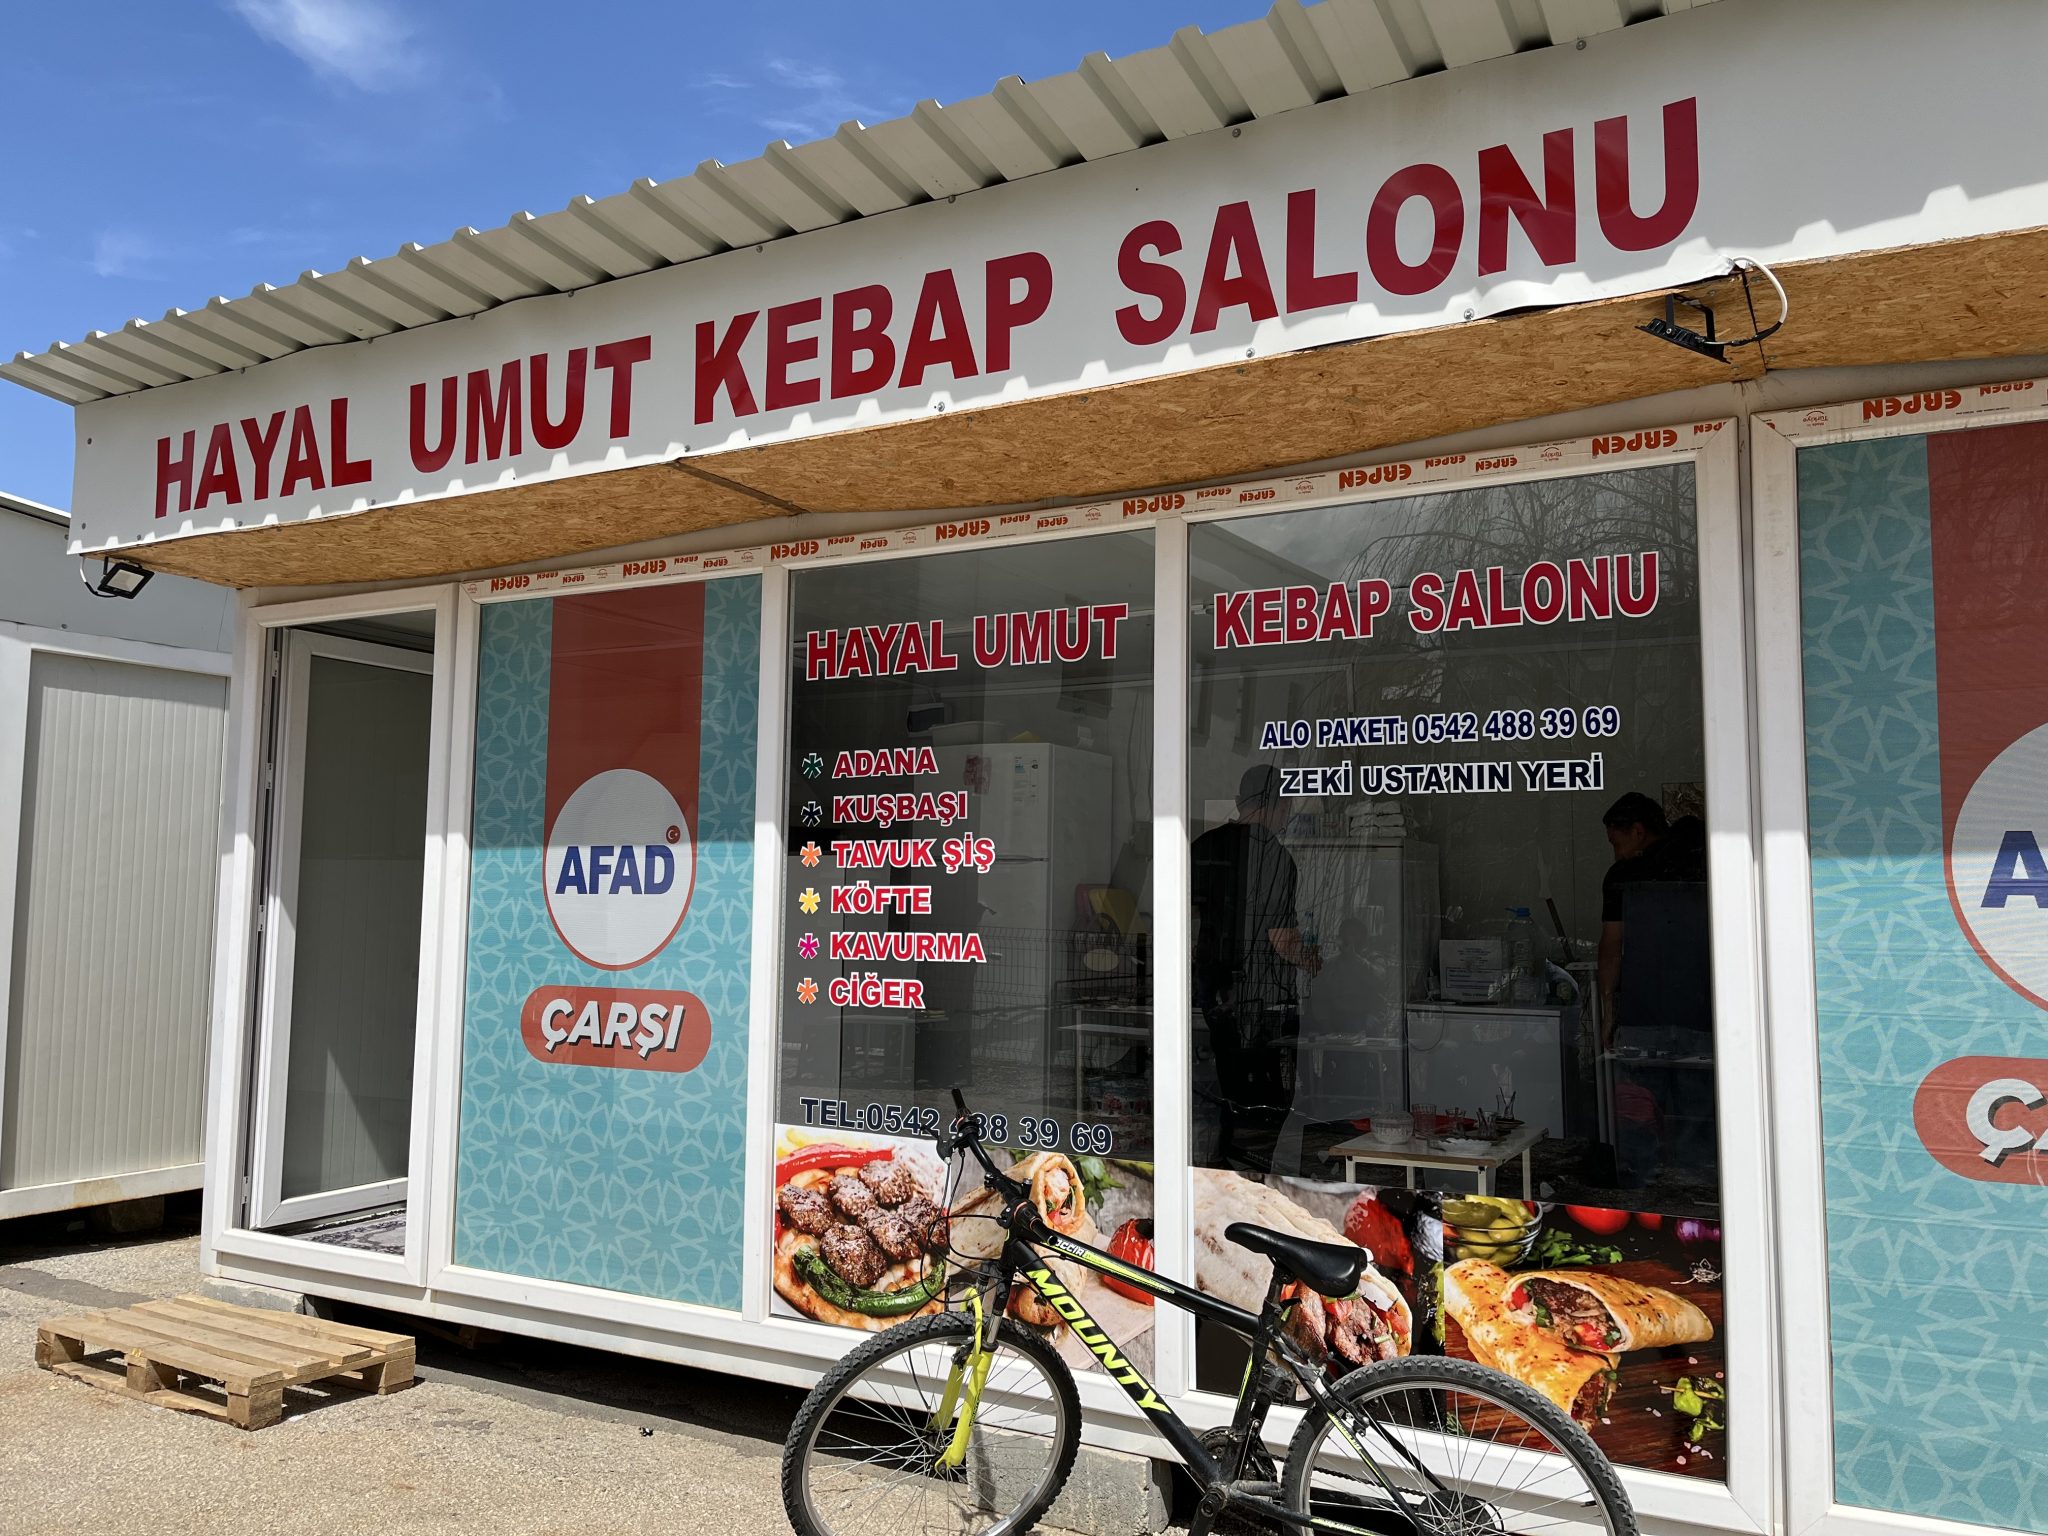 HAYAL UMUT KEBAP SALONU
HAYAL UMUT KEBAP SALONU
ALO PAKET: 0542 488 39 69
ZEKİ USTA'NIN YERİ
ADANA
KUŞBAŞI
TAVUK ŞİŞ
KÖFTE
KAVURMA
CİĞER
TEL:0542 488 39 69
AFAD
ÇARŞI
ERPEN
MOUNTY